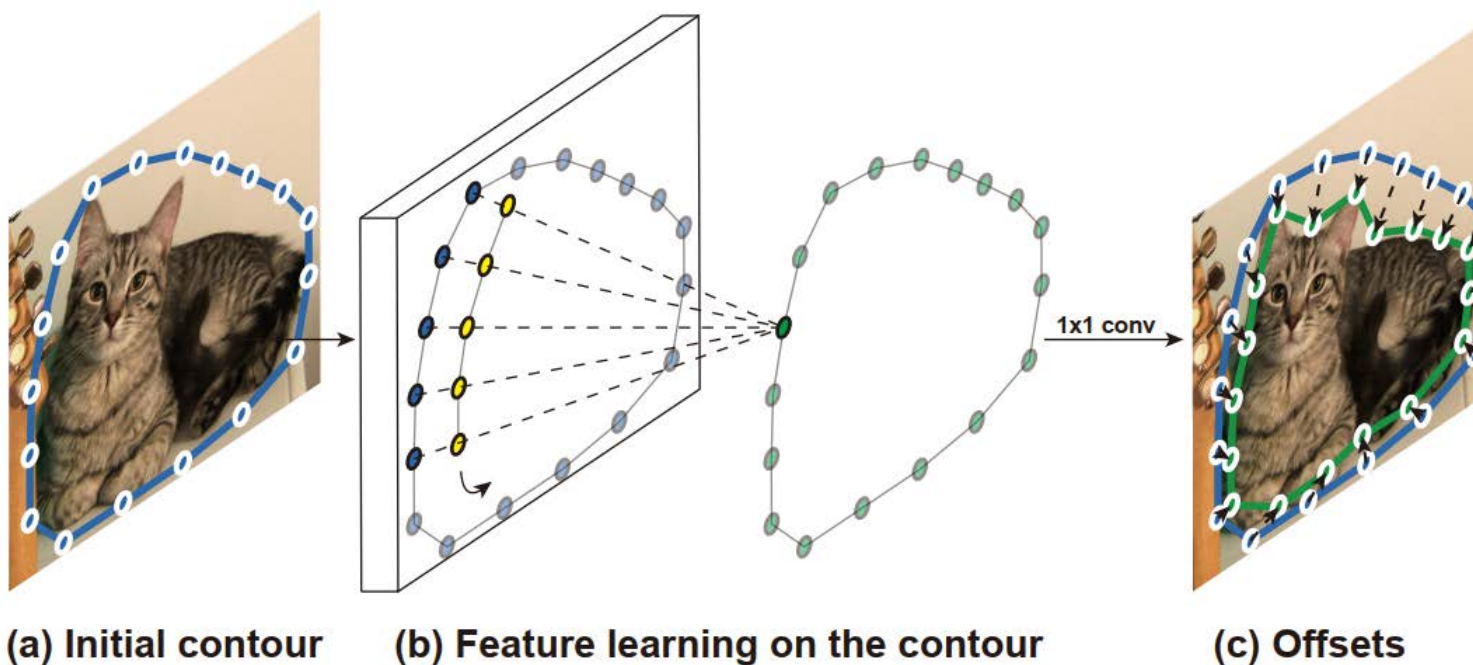 1x1 conv
(a) Initial contour
(b) Feature learning on the contour
(c) Offsets